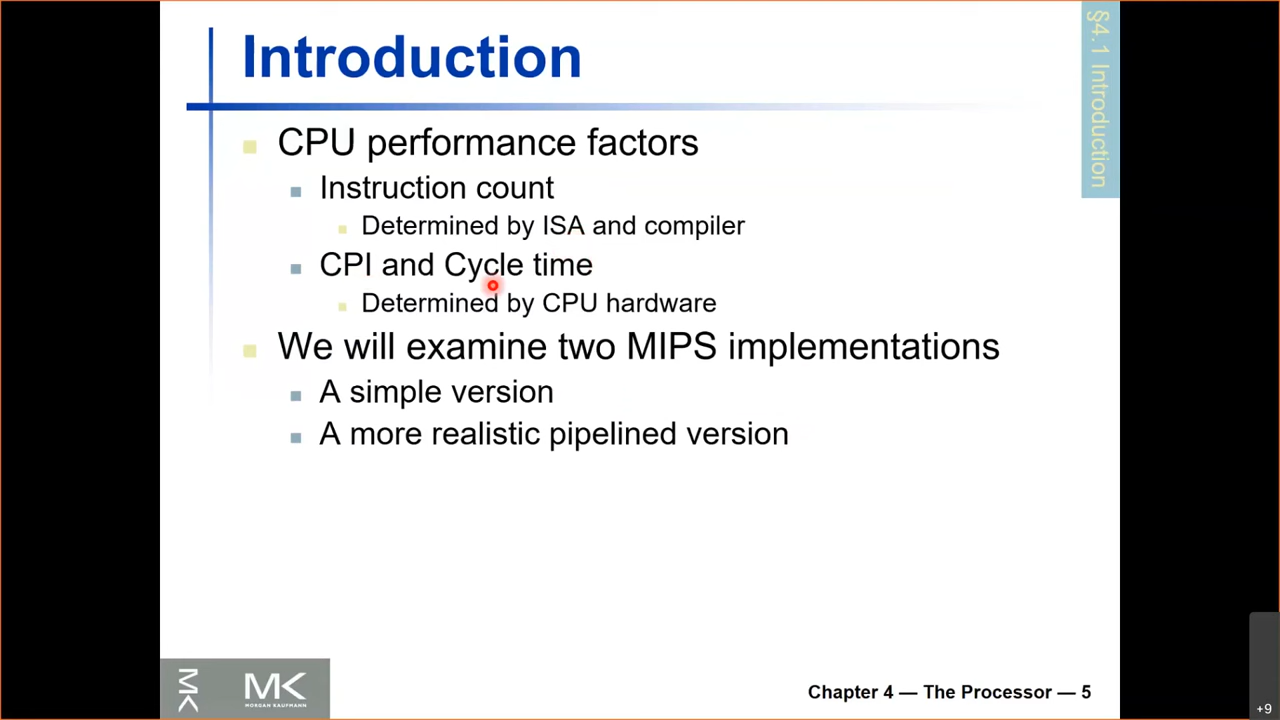 Introduction
§4.1 Introduction
CPU performance factors
Instruction count
Determined by ISA and compiler
CPI and Cycle time
Determined by CPU hardware
We will examine two MIPS implementations
A simple version
A more realistic pipelined version
MK
MK
MORGAN KAUFMANN
Chapter 4 — The Processor — 5
+9